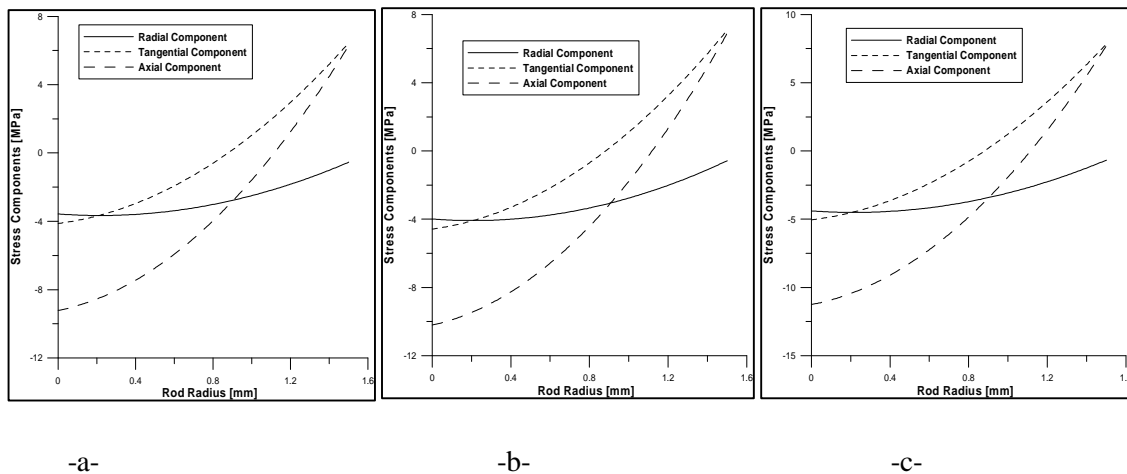 8
4
0
-4
-8
-12
Stress Components [MPa]
Radial Component
Tangential Component
Axial Component
0
0.4
0.8
1.2
1.6
Rod Radius [mm]
8
4
0
-4
-8
-12
Stress Components [MPa]
Radial Component
Tangential Component
Axial Component
0
0.4
0.8
1.2
1.6
Rod Radius [mm]
10
5
0
-5
-10
-15
Stress Components [MPa]
Radial Component
Tangential Component
Axial Component
0
0.4
0.8
1.2
Rod Radius [mm]
-a-
-b-
-c-